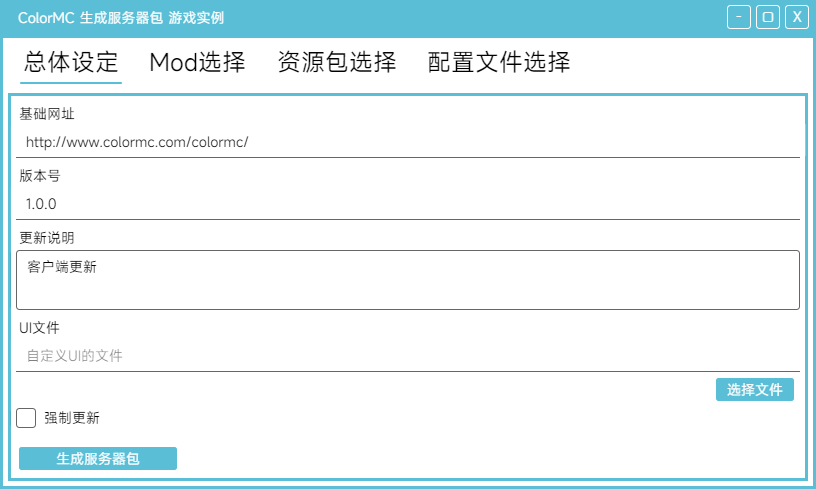 ColorMC 生成服务器包 游戏实例
- X
总体设定 Mod选择 资源包选择 配置文件选择
基础网址
http://www.colormc.com/colormc/
版本号
1.0.0
更新说明
客户端更新
UI文件
自定义UI的文件
选择文件
强制更新
生成服务器包